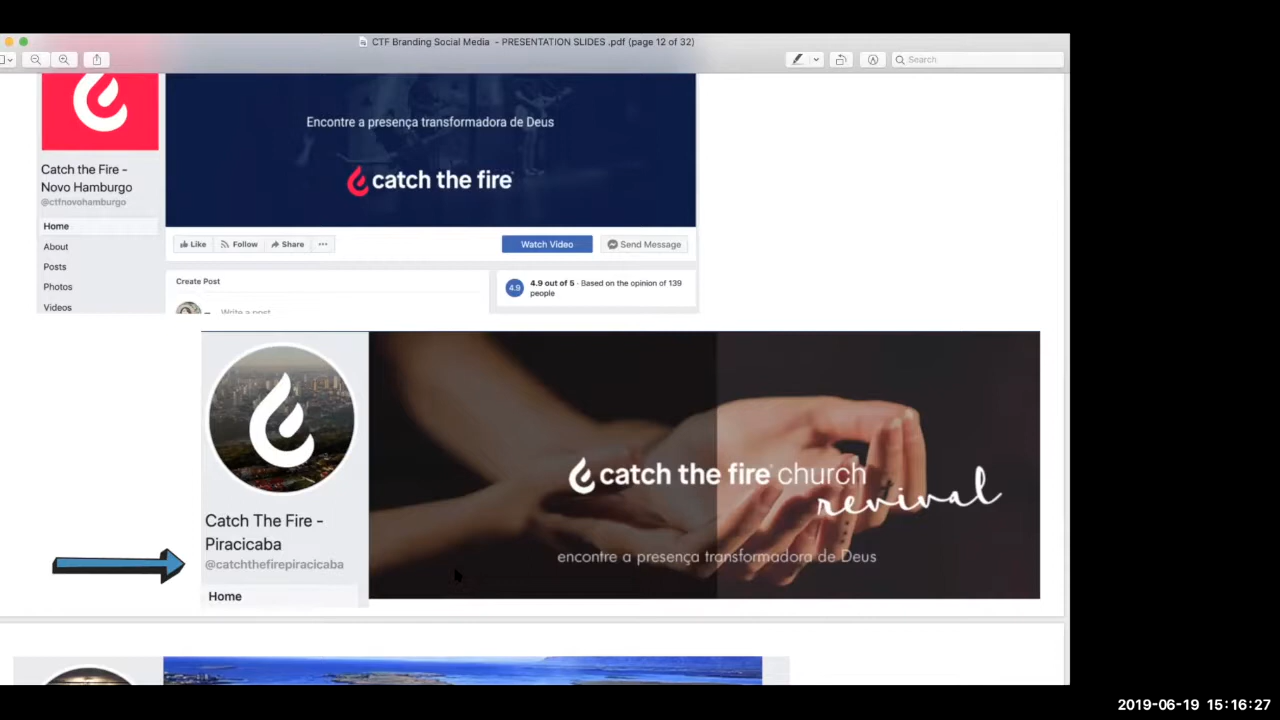 CTF Branding Social Media - PRESENTATION SLIDES .pdf (page 12 of 32)
Search
Encontre a presença transformadora de Deus
catch the fire
Catch the Fire -
Novo Hamburgo
@ctfnovohamburgo
Home
About
Posts
Photos
Videos
Like
Follow
Share
Watch Video
Send Message
Create Post
Write a post
4.9
4.9 out of 5 · Based on the opinion of 139
people
Catch The Fire -
Piracicaba
@catchthefirepiracicaba
Home
catch the fire church
revival
encontre a presença transformadora de Deus
2019-06-19 15:16:27